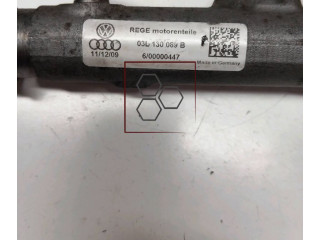 REGE motorenteile
03L 130 089 B
11/12/09
6/00000447
Made in Germany